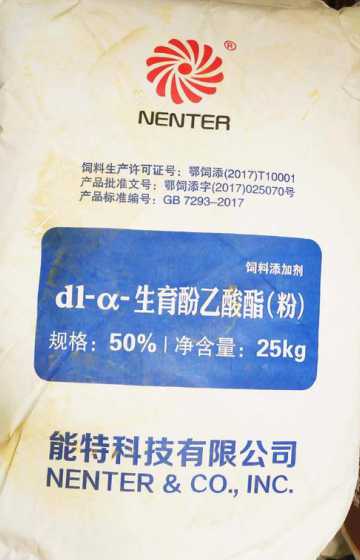 ®
NENTER
饲料生产许可证号：鄂饲添(2017)T10001
产品批准文号：鄂饲添字(2017)025070号
产品标准编号：GB 7293-2017
饲料添加剂
dl-α-生育酚乙酸酯(粉)
规格：50% | 净含量：25kg
能特科技有限公司
NENTER & CO., INC.